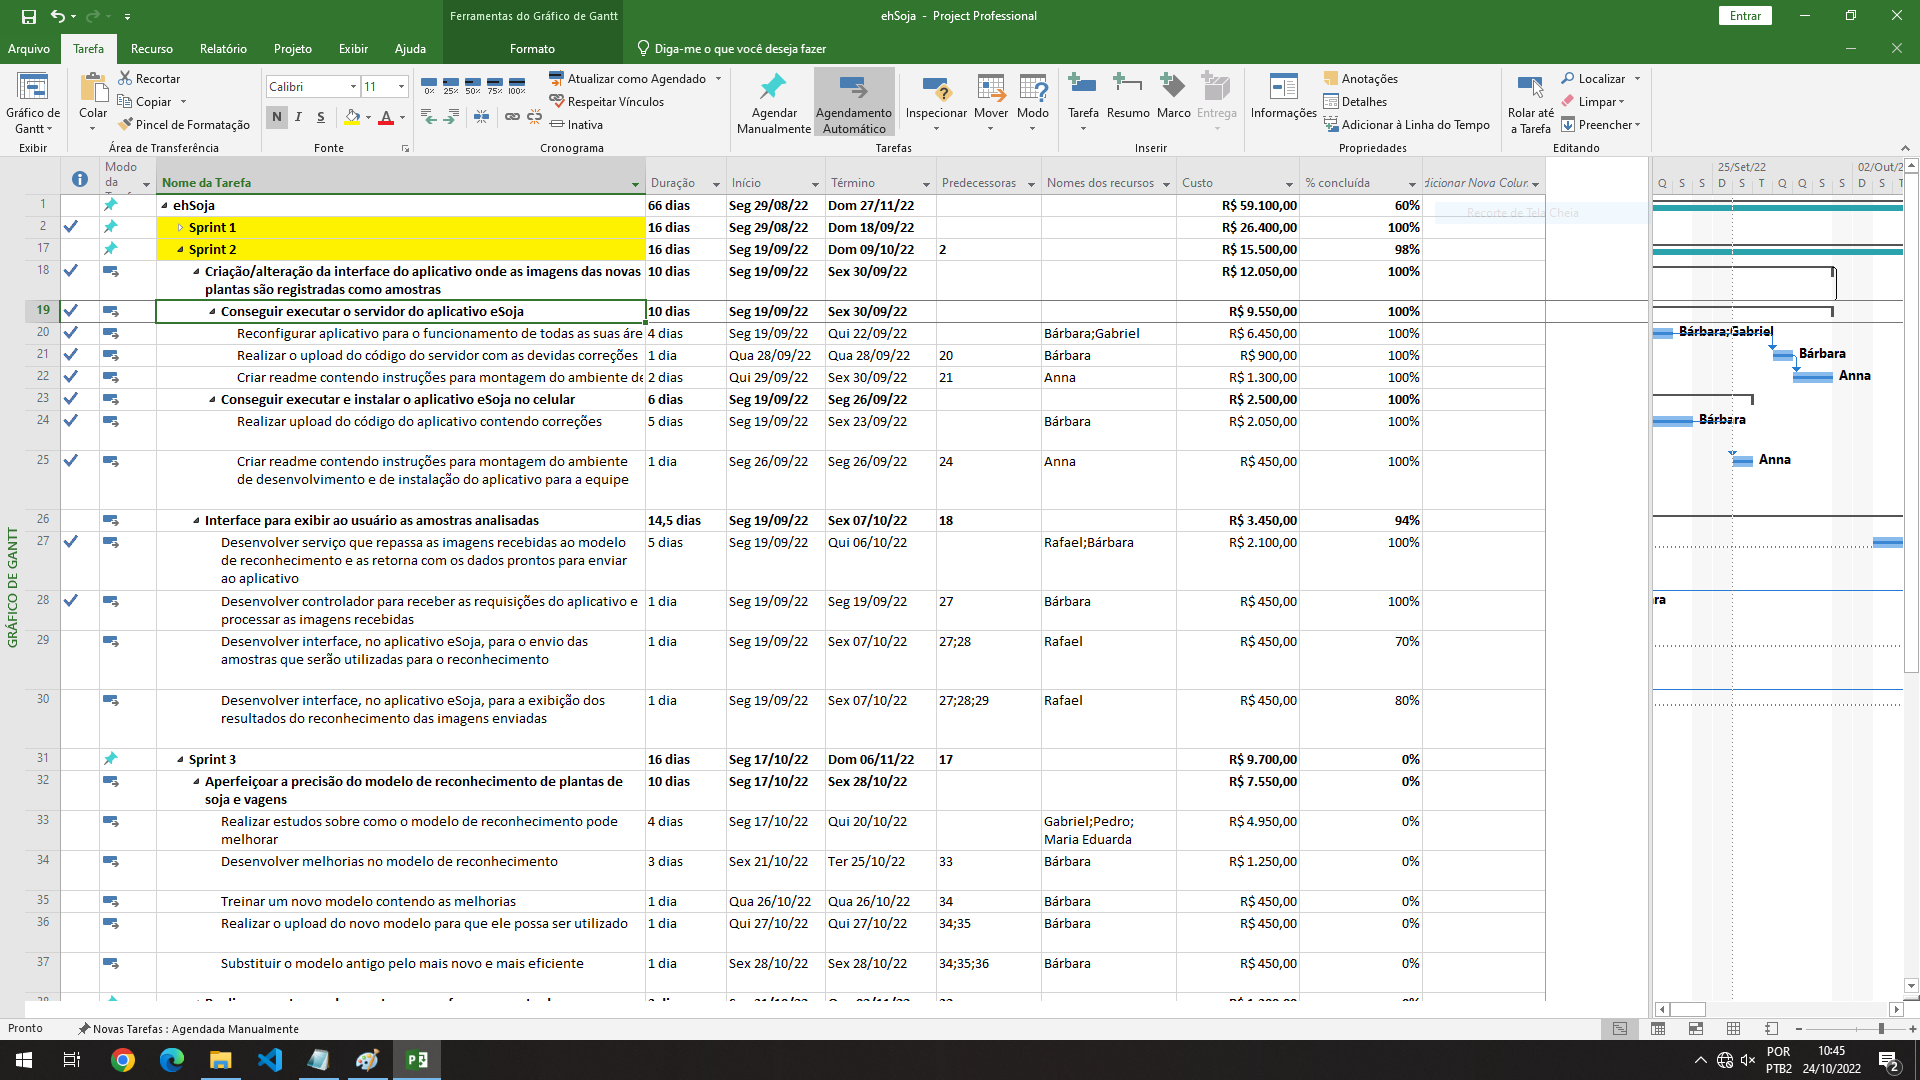 Ferramentas do Gráfico de Gantt
ehSoja - Project Professional
Entrar
Arquivo Tarefa Recurso Relatório Projeto Exibir Ajuda Formato Diga-me o que você deseja fazer
Gráfico de Gantt
Exibir
Colar
Recortar
Copiar
Pincel de Formatação
Área de Transferência
Calibri 11
N I S A
Fonte
0% 25% 50% 75% 100%
Atualizar como Agendado
Respeitar Vínculos
Inativa
Cronograma
Agendar Manualmente
Agendamento Automático
Inspecionar Mover Modo
Tarefas
Tarefa Resumo Marco Entrega
Inserir
Informações
Anotações
Detalhes
Adicionar à Linha do Tempo
Propriedades
Rolar até a Tarefa
Localizar
Limpar
Preencher
Editando
Modo da Nome da Tarefa Duração Início Término Predecessoras Nomes dos recursos Custo % concluída dicionar Nova Colur
25/Set/22 02/Out/2
Q S S D S T Q Q S S D S T
1 ehSoja 66 dias Seg 29/08/22 Dom 27/11/22 R$ 59.100,00 60%
Recorte de Tela Cheia
2 Sprint 1 16 dias Seg 29/08/22 Dom 18/09/22 R$ 26.400,00 100%
17 Sprint 2 16 dias Seg 19/09/22 Dom 09/10/22 2 R$ 15.500,00 98%
18 Criação/alteração da interface do aplicativo onde as imagens das novas 10 dias Seg 19/09/22 Sex 30/09/22 R$ 12.050,00 100%
plantas são registradas como amostras
19 Conseguir executar o servidor do aplicativo eSoja 10 dias Seg 19/09/22 Sex 30/09/22 R$ 9.550,00 100%
20 Reconfigurar aplicativo para o funcionamento de todas as suas áre 4 dias Seg 19/09/22 Qui 22/09/22 Bárbara;Gabriel R$ 6.450,00 100% Bárbara;Gabriel
21 Realizar o upload do código do servidor com as devidas correções 1 dia Qua 28/09/22 Qua 28/09/22 20 Bárbara R$ 900,00 100% Bárbara
22 Criar readme contendo instruções para montagem do ambiente de 2 dias Qui 29/09/22 Sex 30/09/22 21 Anna R$ 1.300,00 100% Anna
23 Conseguir executar e instalar o aplicativo eSoja no celular 6 dias Seg 19/09/22 Seg 26/09/22 R$ 2.500,00 100%
24 Realizar upload do código do aplicativo contendo correções 5 dias Seg 19/09/22 Sex 23/09/22 Bárbara R$ 2.050,00 100% Bárbara
25 Criar readme contendo instruções para montagem do ambiente 1 dia Seg 26/09/22 Seg 26/09/22 24 Anna R$ 450,00 100% Anna
de desenvolvimento e de instalação do aplicativo para a equipe
26 Interface para exibir ao usuário as amostras analisadas 14,5 dias Seg 19/09/22 Sex 07/10/22 18 R$ 3.450,00 94%
27 Desenvolver serviço que repassa as imagens recebidas ao modelo 5 dias Seg 19/09/22 Qui 06/10/22 Rafael;Bárbara R$ 2.100,00 100%
de reconhecimento e as retorna com os dados prontos para enviar
ao aplicativo
28 Desenvolver controlador para receber as requisições do aplicativo e 1 dia Seg 19/09/22 Seg 19/09/22 27 Bárbara R$ 450,00 100% ra
processar as imagens recebidas
29 Desenvolver interface, no aplicativo eSoja, para o envio das 1 dia Seg 19/09/22 Sex 07/10/22 27;28 Rafael R$ 450,00 70%
amostras que serão utilizadas para o reconhecimento
30 Desenvolver interface, no aplicativo eSoja, para a exibição dos 1 dia Seg 19/09/22 Sex 07/10/22 27;28;29 Rafael R$ 450,00 80%
resultados do reconhecimento das imagens enviadas
31 Sprint 3 16 dias Seg 17/10/22 Dom 06/11/22 17 R$ 9.700,00 0%
32 Aperfeiçoar a precisão do modelo de reconhecimento de plantas de 10 dias Seg 17/10/22 Sex 28/10/22 R$ 7.550,00 0%
soja e vagens
33 Realizar estudos sobre como o modelo de reconhecimento pode 4 dias Seg 17/10/22 Qui 20/10/22 Gabriel;Pedro; R$ 4.950,00 0%
melhorar Maria Eduarda
34 Desenvolver melhorias no modelo de reconhecimento 3 dias Sex 21/10/22 Ter 25/10/22 33 Bárbara R$ 1.250,00 0%
35 Treinar um novo modelo contendo as melhorias 1 dia Qua 26/10/22 Qua 26/10/22 34 Bárbara R$ 450,00 0%
36 Realizar o upload do novo modelo para que ele possa ser utilizado 1 dia Qui 27/10/22 Qui 27/10/22 34;35 Bárbara R$ 450,00 0%
37 Substituir o modelo antigo pelo mais novo e mais eficiente 1 dia Sex 28/10/22 Sex 28/10/22 34;35;36 Bárbara R$ 450,00 0%
GRÁFICO DE GANTT
Pronto Novas Tarefas : Agendada Manualmente
POR
PTB2
10:45
24/10/2022
2